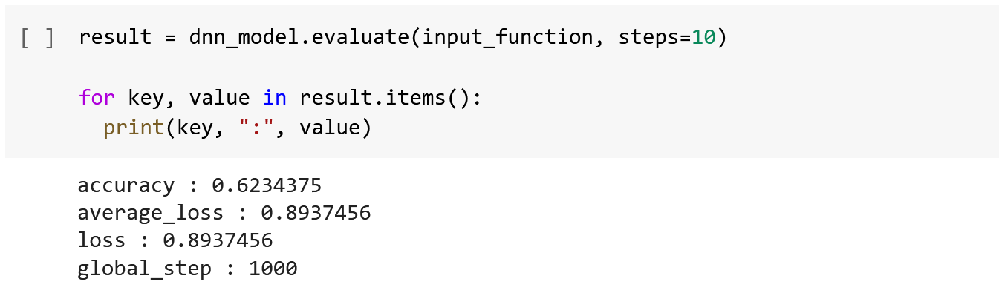 [ ] result = dnn_model.evaluate(input_function, steps=10)
for key, value in result.items():
  print(key, ":", value)
accuracy : 0.6234375
average_loss : 0.8937456
loss : 0.8937456
global_step : 1000